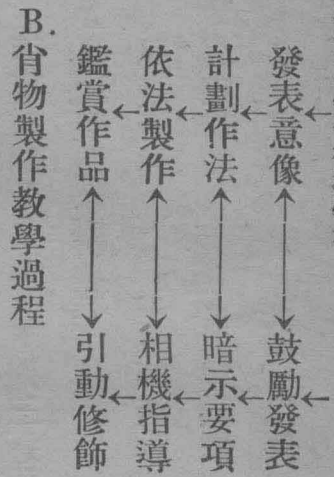 發表意像 鼓勵發表
計劃作法 暗示要項
依法製作 相機指導
鑑賞作品 引動修飾
B. 肖物製作教學過程